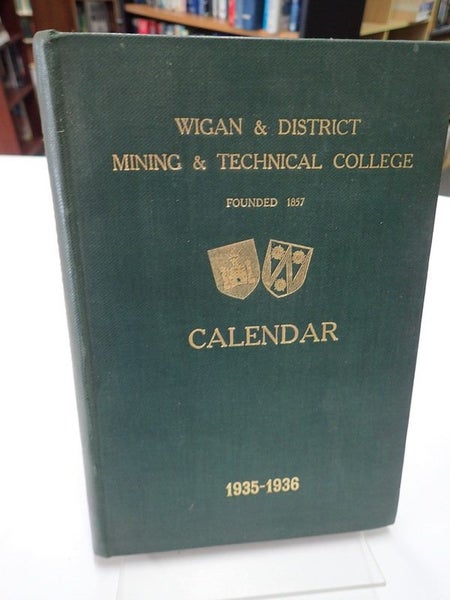 WIGAN & DISTRICT
MINING & TECHNICAL COLLEGE
FOUNDED 1857
CALENDAR
1935-1936